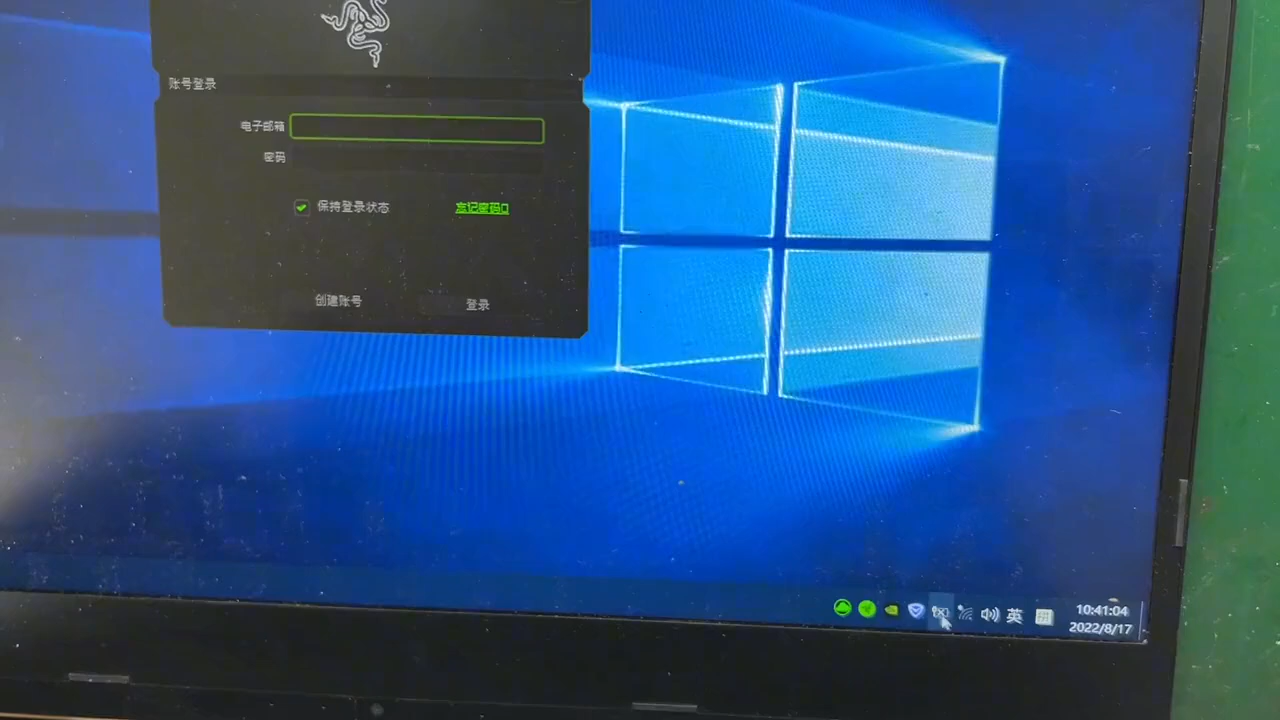 账号登录
电子邮箱
密码
保持登录状态
忘记密码
创建账号
登录
英
拼
10:41:04
2022/8/17